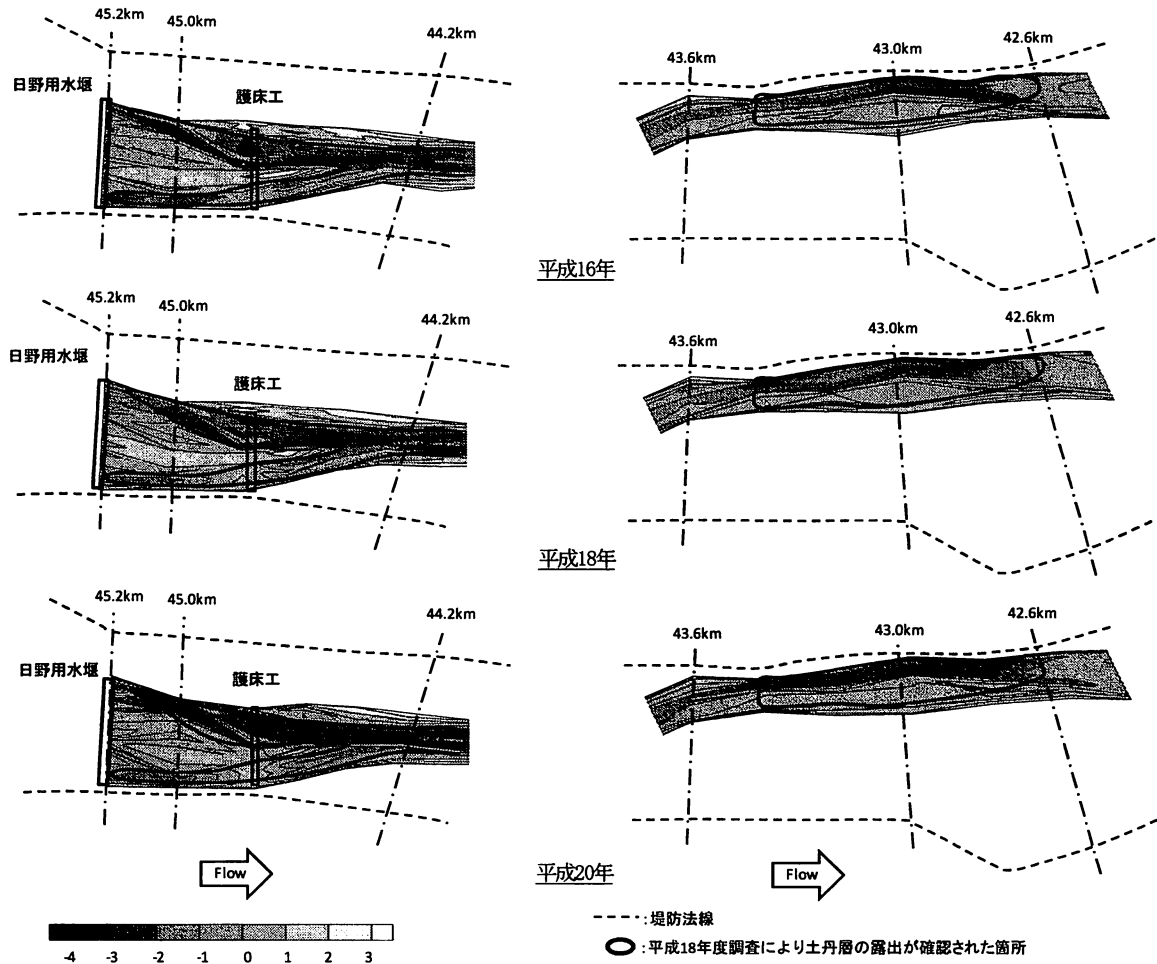 45.2km
45.0km
44.2km
日野用水堰
護床工
43.6km
43.0km
42.6km
平成16年
45.2km
45.0km
44.2km
日野用水堰
護床工
43.6km
43.0km
42.6km
平成18年
45.2km
45.0km
44.2km
日野用水堰
護床工
43.6km
43.0km
42.6km
平成20年
Flow
Flow
-4 -3 -2 -1 0 1 2 3
:堤防法線
:平成18年度調査により土丹層の露出が確認された箇所